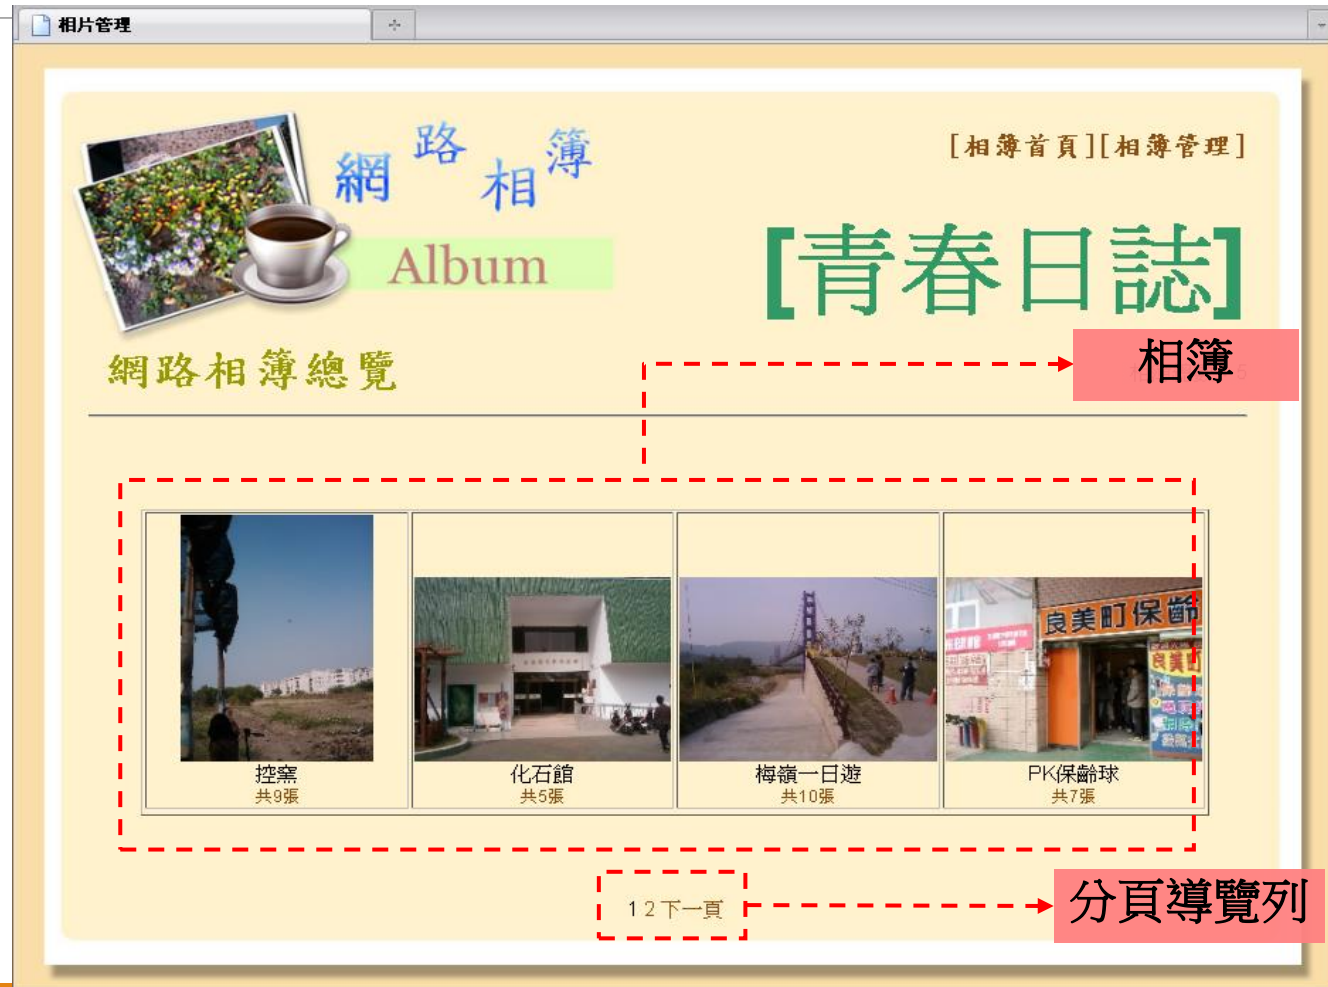 相片管理
[相簿首頁][相簿管理]
網路相簿
Album
[青春日誌]
網路相簿總覽
相簿
5
良美町保齡
控窯
共9張
化石館
共5張
梅嶺一日遊
共10張
PK保齡球
共7張
1 2 下一頁
分頁導覽列